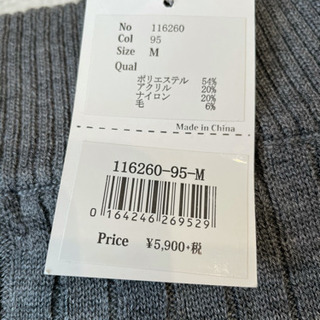 No 116260
Col 95
Size M
Qual
ポリエステル 54%
アクリル 20%
ナイロン 20%
毛 6%
Made in China
116260-95-M
0 164246 269529
Price ¥5,900+税